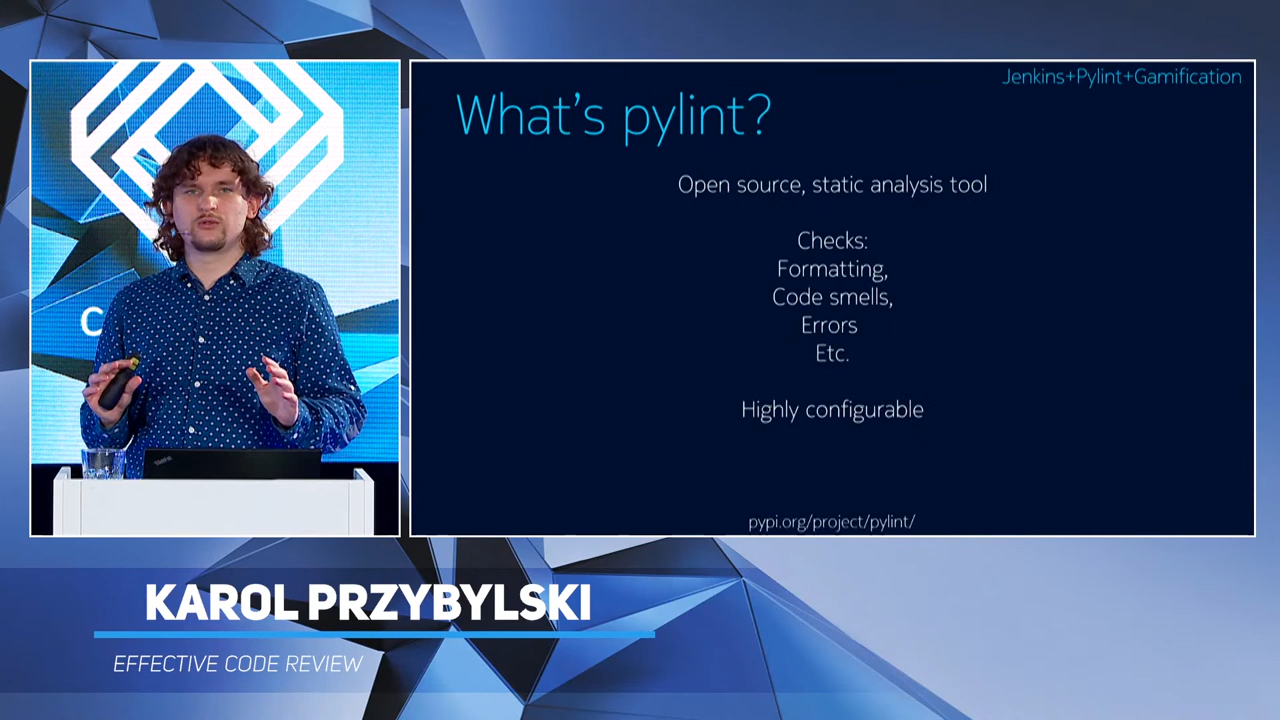 Jenkins+Pylint+Gamification
What's pylint?
Open source, static analysis tool
Checks:
Formatting,
Code smells,
Errors
Etc.
Highly configurable
pypi.org/project/pylint/
C
KAROL PRZYBYLSKI
EFFECTIVE CODE REVIEW